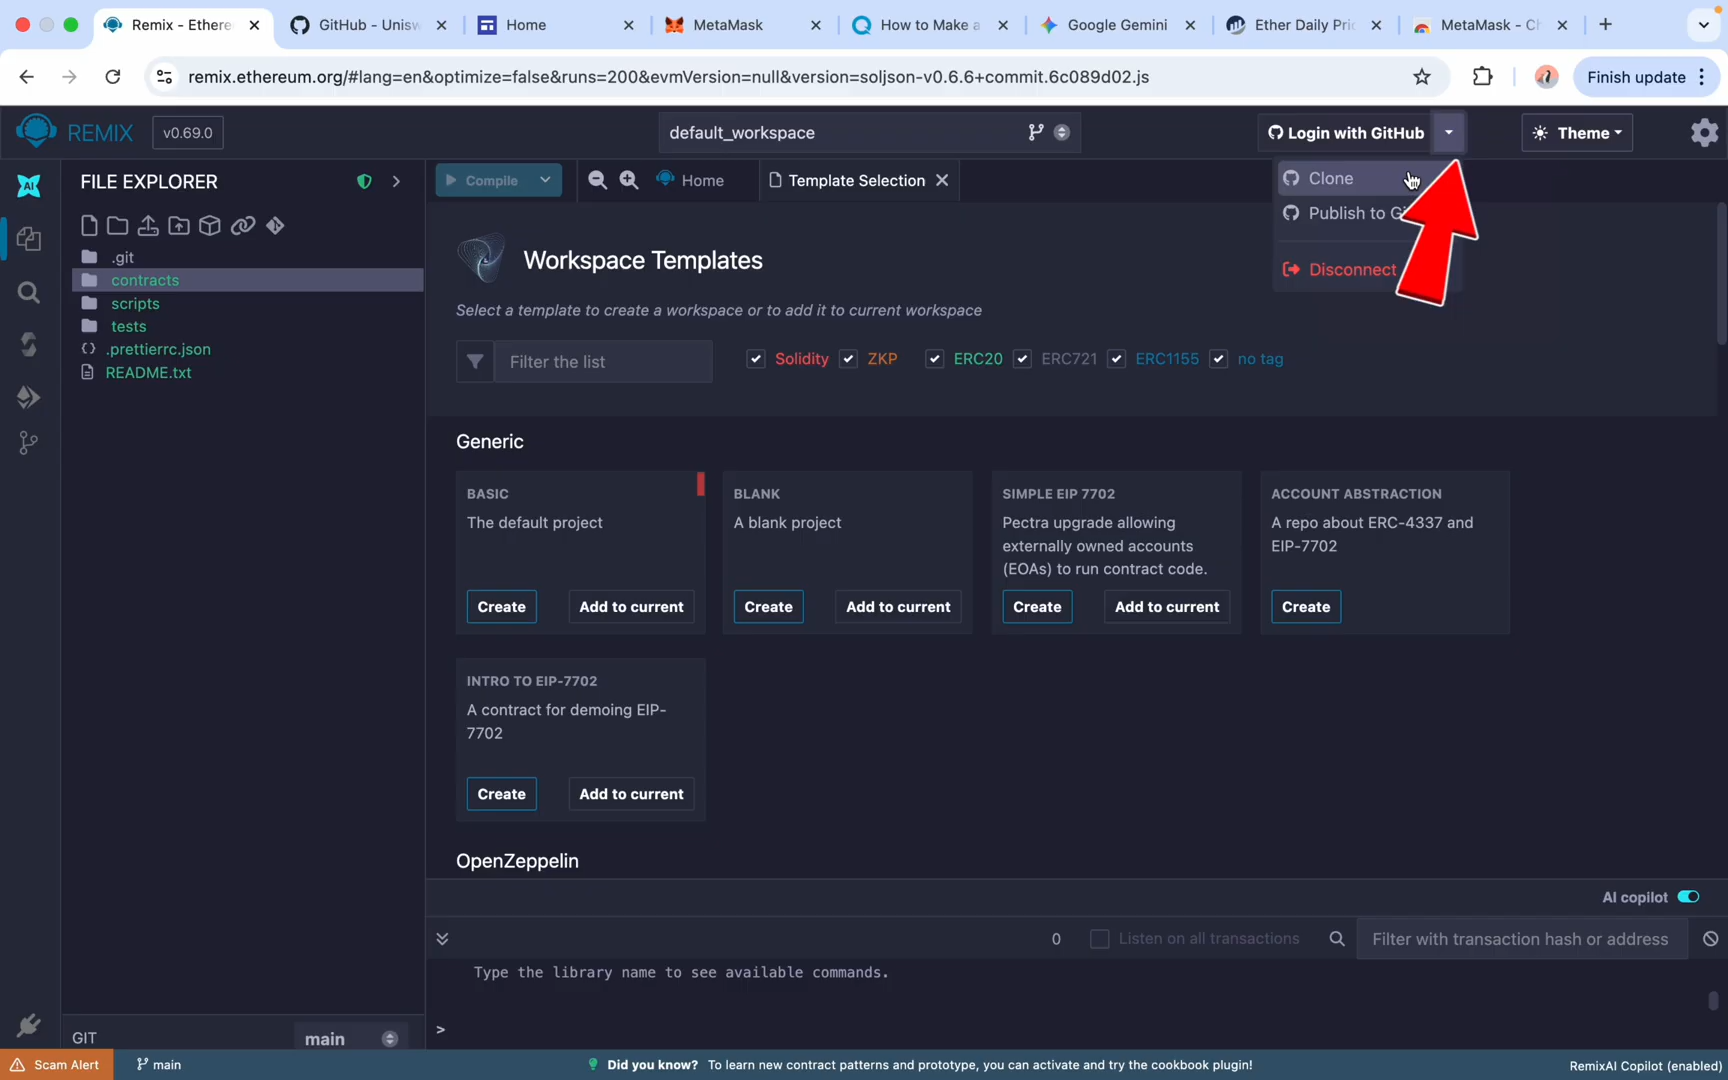 Remix - Ethere
GitHub - Unisw
Home
MetaMask
How to Make a
Google Gemini
Ether Daily Pri
MetaMask - Ch
remix.ethereum.org/#lang=en&optimize=false&runs=200&evmVersion=null&version=soljson-v0.6.6+commit.6c089d02.js
Finish update
REMIX
v0.69.0
default_workspace
Login with GitHub
Theme
AI
FILE EXPLORER
.git
contracts
scripts
tests
.prettierrc.json
README.txt
Compile
Home
Template Selection
Clone
Publish to Gi
Disconnect
Workspace Templates
Select a template to create a workspace or to add it to current workspace
Filter the list
Solidity
ZKP
ERC20
ERC721
ERC1155
no tag
Generic
BASIC
The default project
Create
Add to current
BLANK
A blank project
Create
Add to current
SIMPLE EIP 7702
Pectra upgrade allowing
externally owned accounts
(EOAs) to run contract code.
Create
Add to current
ACCOUNT ABSTRACTION
A repo about ERC-4337 and
EIP-7702
Create
INTRO TO EIP-7702
A contract for demoing EIP-
7702
Create
Add to current
OpenZeppelin
AI copilot
0
Listen on all transactions
Filter with transaction hash or address
Type the library name to see available commands.
>
GIT
main
Scam Alert
main
Did you know? To learn new contract patterns and prototype, you can activate and try the cookbook plugin!
RemixAI Copilot (enabled)